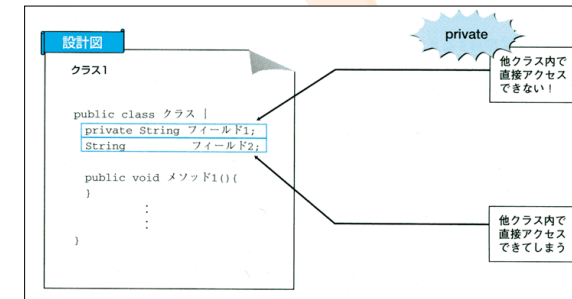 設計図
private
クラス1
他クラス内で
直接アクセス
できない！
public class クラス {
private String フィールド1;
String フィールド2;
public void メソッド1(){
}
:
:
}
他クラス内で
直接アクセス
できてしまう